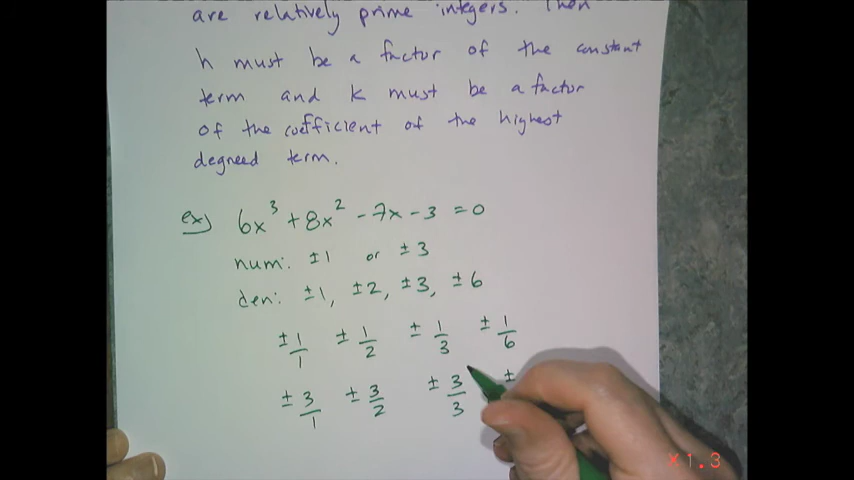 are relatively prime integers. Then
h must be a factor of the constant
term and k must be a factor
of the coefficient of the highest
degreed term.
ex) 6x³ + 8x² - 7x - 3 = 0
num: ±1 or ±3
den: ±1, ±2, ±3, ±6
±1/1 ±1/2 ±1/3 ±1/6
±3/1 ±3/2 ±3/3 ±
X1.3